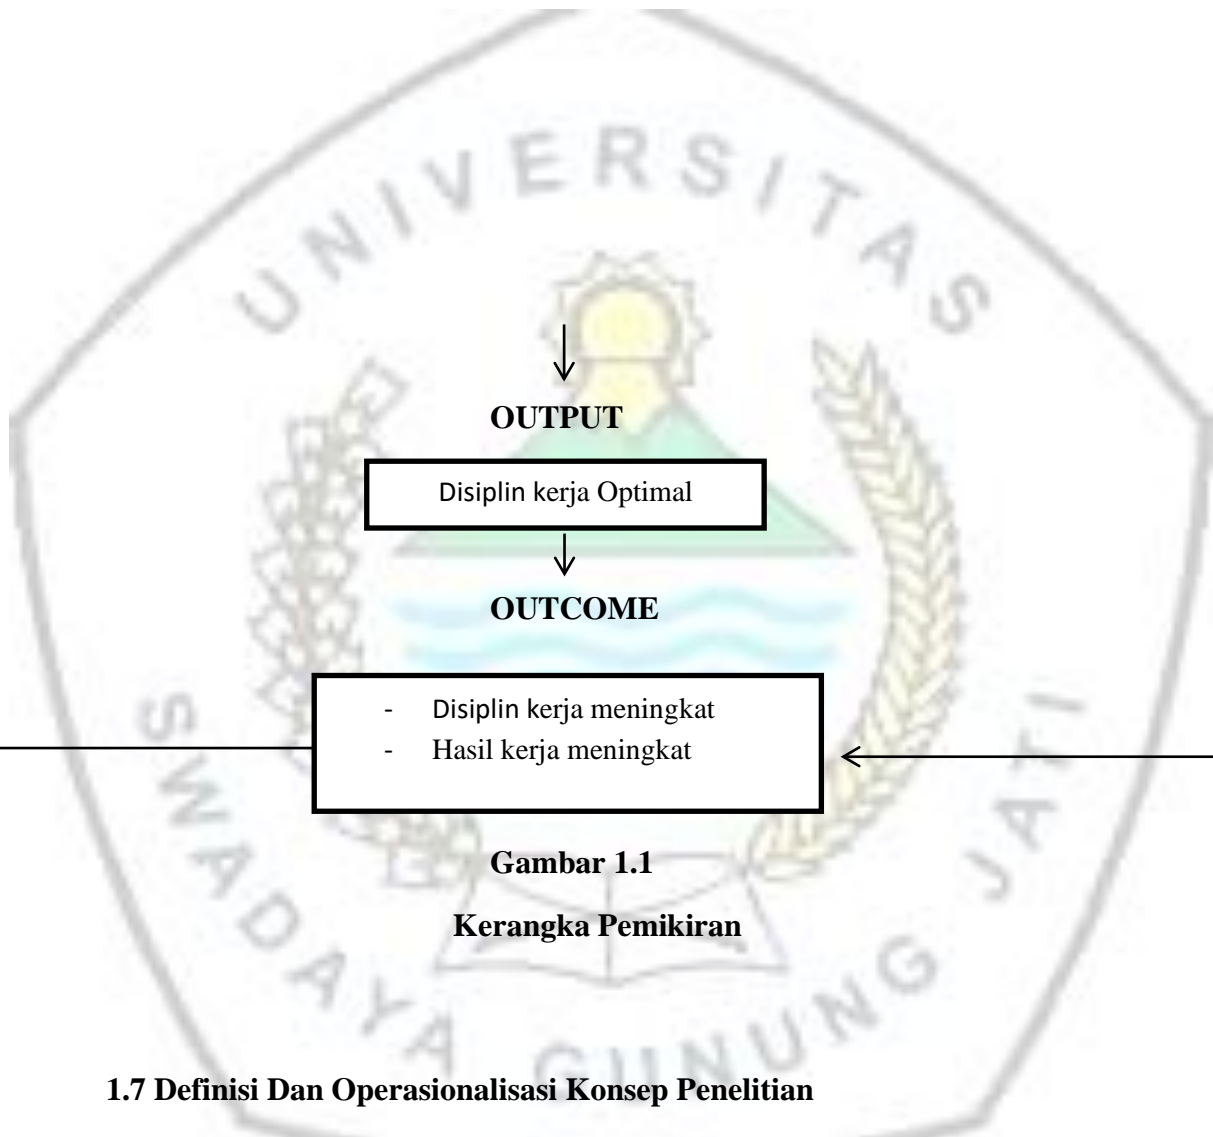 UNIVERSITAS
OUTPUT
Disiplin kerja Optimal
OUTCOME
- Disiplin kerja meningkat
- Hasil kerja meningkat
SWADAYA GUNUNG JATI
Gambar 1.1
Kerangka Pemikiran
1.7 Definisi Dan Operasionalisasi Konsep Penelitian